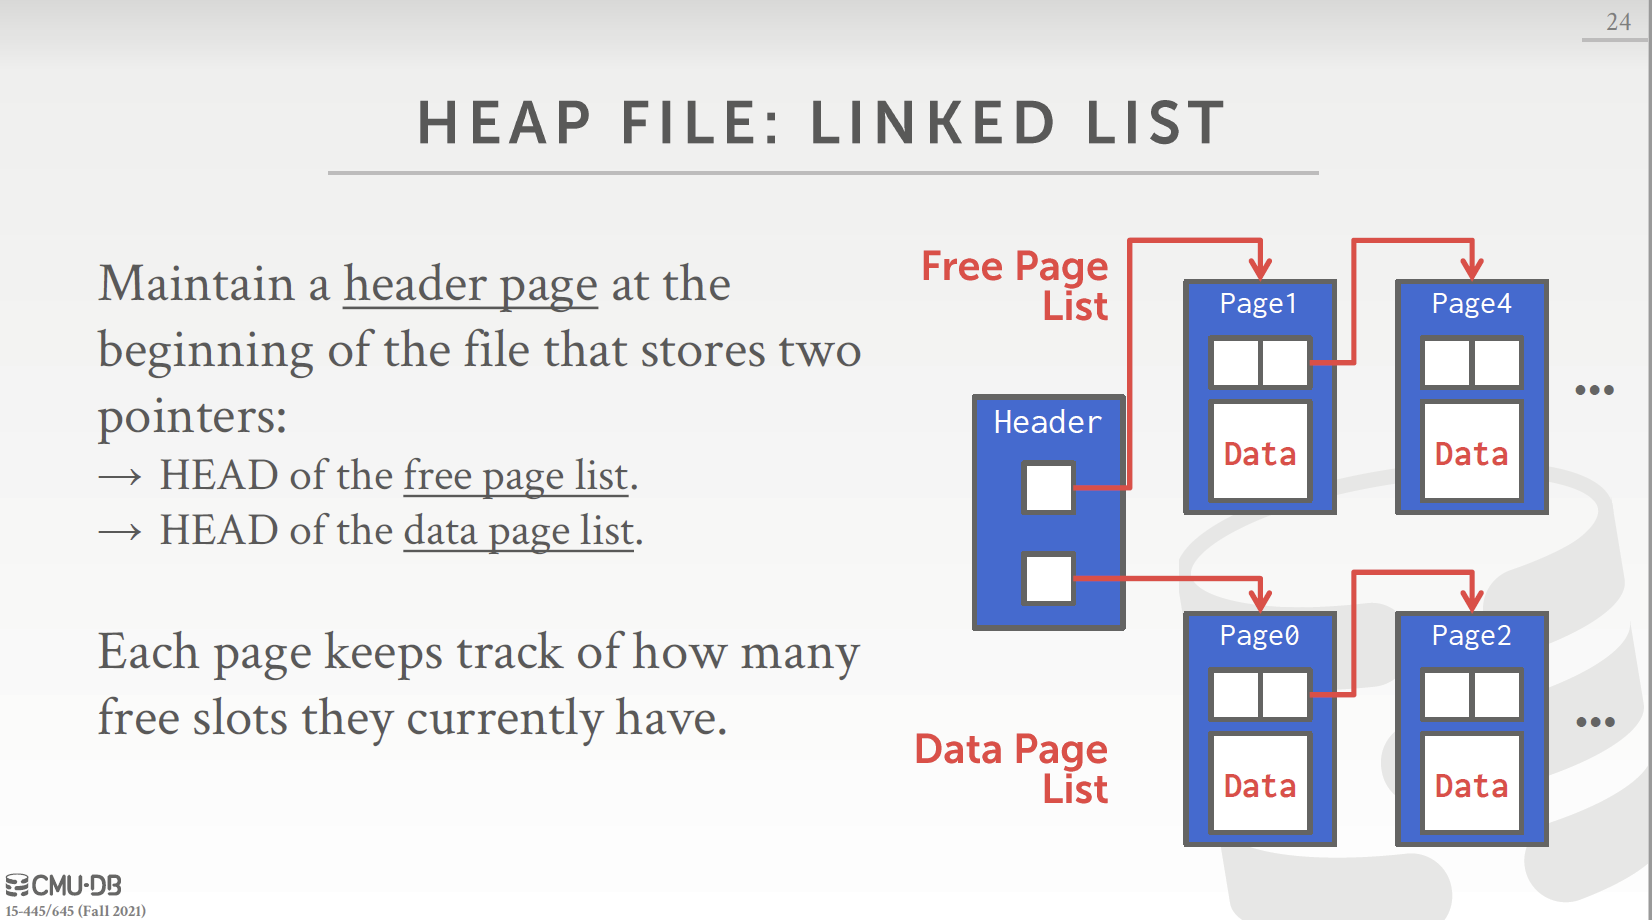 24
HEAP FILE: LINKED LIST
Maintain a header page at the
beginning of the file that stores two
pointers:
→ HEAD of the free page list.
→ HEAD of the data page list.
Each page keeps track of how many
free slots they currently have.
Free Page
List
Header
Page1
Data
Page4
Data
...
Data Page
List
Page0
Data
Page2
Data
...
CMU·DB
15-445/645 (Fall 2021)